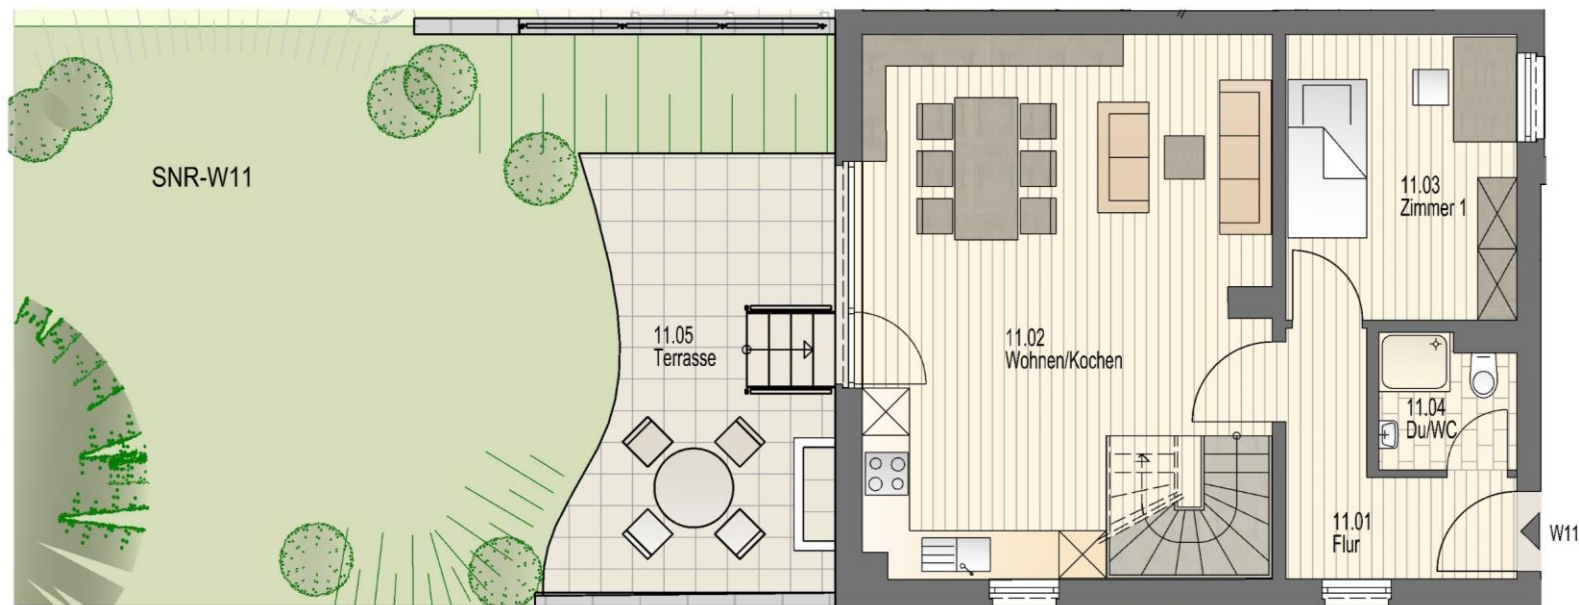 SNR-W11
11.03
Zimmer 1
11.05
Terrasse
11.02
Wohnen/Kochen
11.04
Du/WC
11.01
Flur
W11